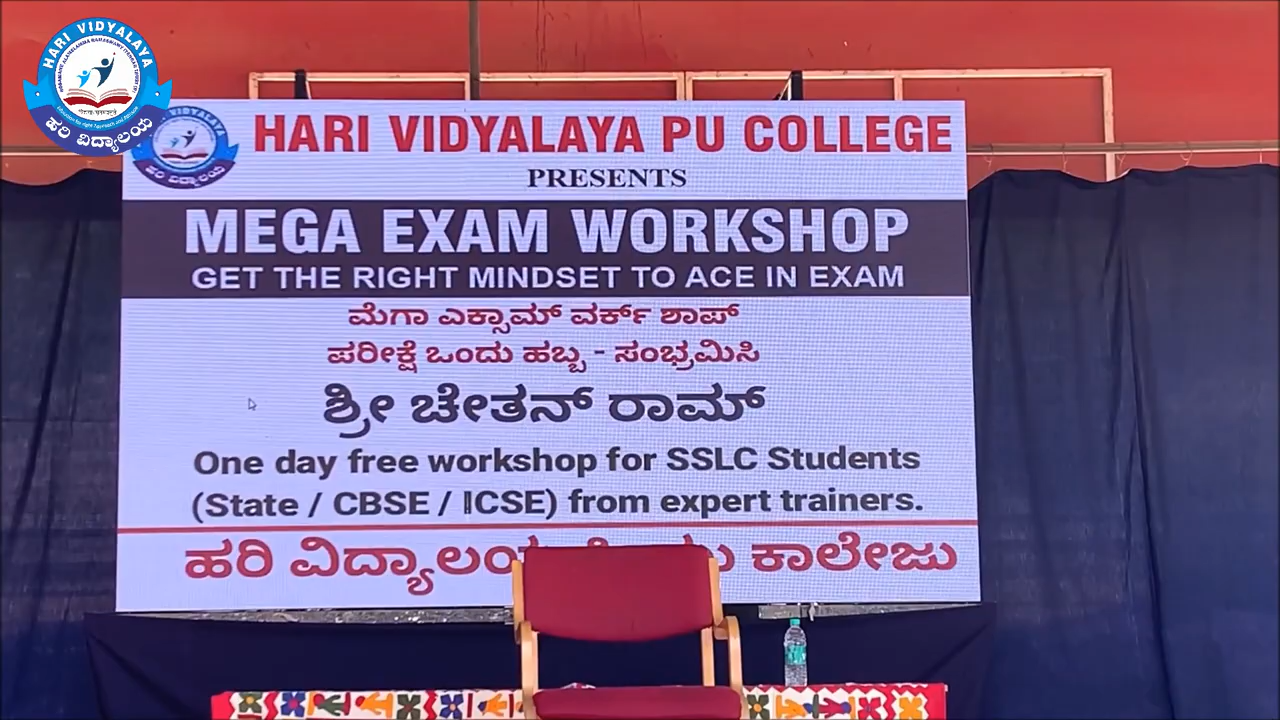 HARI VIDYALAYA
ಹರಿ ವಿದ್ಯಾಲಯ
HARI VIDYALAYA PU COLLEGE
PRESENTS
MEGA EXAM WORKSHOP
GET THE RIGHT MINDSET TO ACE IN EXAM
ಮೆಗಾ ಎಕ್ಸಾಮ್ ವರ್ಕ್ ಶಾಪ್
ಪರೀಕ್ಷೆ ಒಂದು ಹಬ್ಬ - ಸಂಭ್ರಮಿಸಿ
ಶ್ರೀ ಚೇತನ್ ರಾಮ್
One day free workshop for SSLC Students
(State / CBSE / ICSE) from expert trainers.
ಹರಿ ವಿದ್ಯಾಲಯ ಕಾಲೇಜು